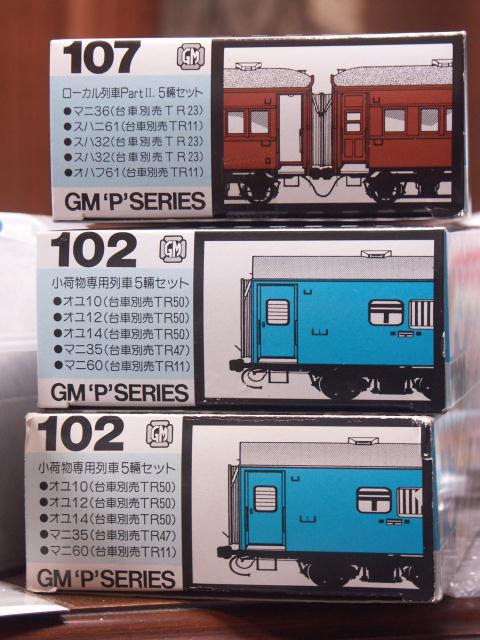 107 GM
ローカル列車PartⅡ. 5輛セット
●マニ36(台車別売TR23)
●スハニ61(台車別売TR11)
●スハ32(台車別売TR23)
●スハ32(台車別売TR23)
●オハフ61(台車別売TR11)
GM'P'SERIES
102 GM
小荷物専用列車5輛セット
●オユ10(台車別売TR50)
●オユ12(台車別売TR50)
●オユ14(台車別売TR50)
●マニ35(台車別売TR47)
●マニ60(台車別売TR11)
GM'P'SERIES
102 GM
小荷物専用列車5輛セット
●オユ10(台車別売TR50)
●オユ12(台車別売TR50)
●オユ14(台車別売TR50)
●マニ35(台車別売TR47)
●マニ60(台車別売TR11)
GM'P'SERIES